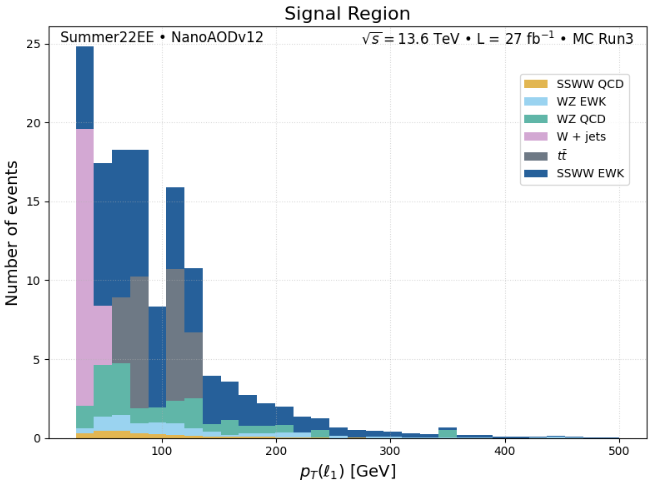 Signal Region
Summer22EE • NanoAODv12
√s = 13.6 TeV • L = 27 fb⁻¹ • MC Run3
SSWW QCD
WZ EWK
WZ QCD
W + jets
tt̄
SSWW EWK
Number of events
25
20
15
10
5
0
100
200
300
400
500
p_T(ℓ₁) [GeV]